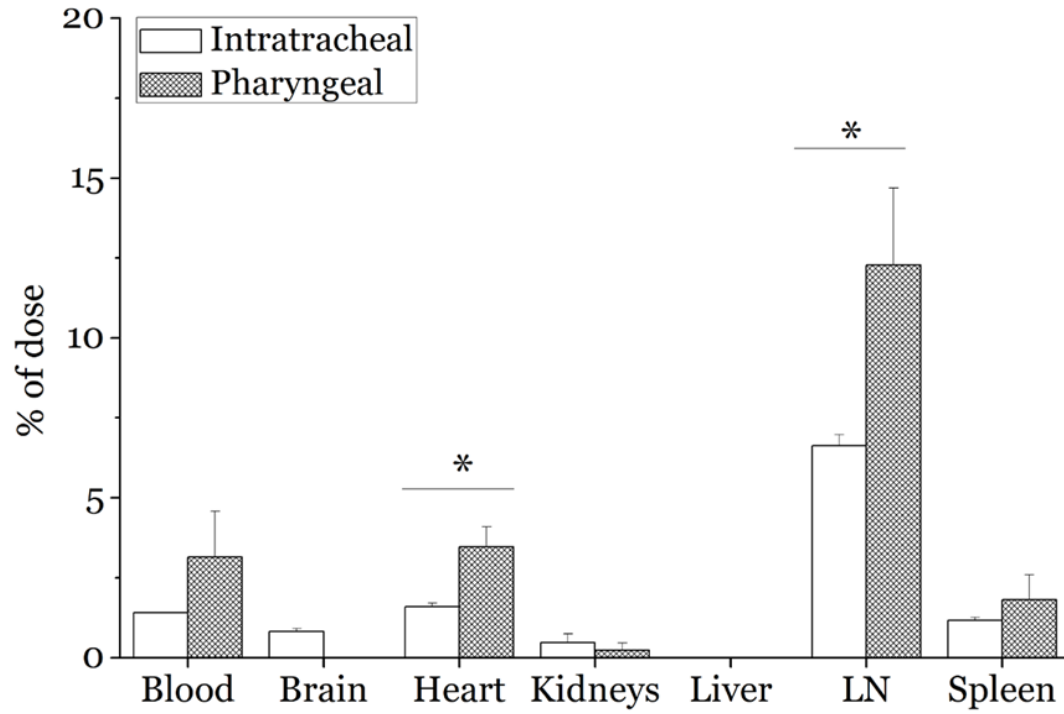 20
Intratracheal
Pharyngeal
*
15
% of dose
10
*
5
0
Blood Brain Heart Kidneys Liver LN Spleen